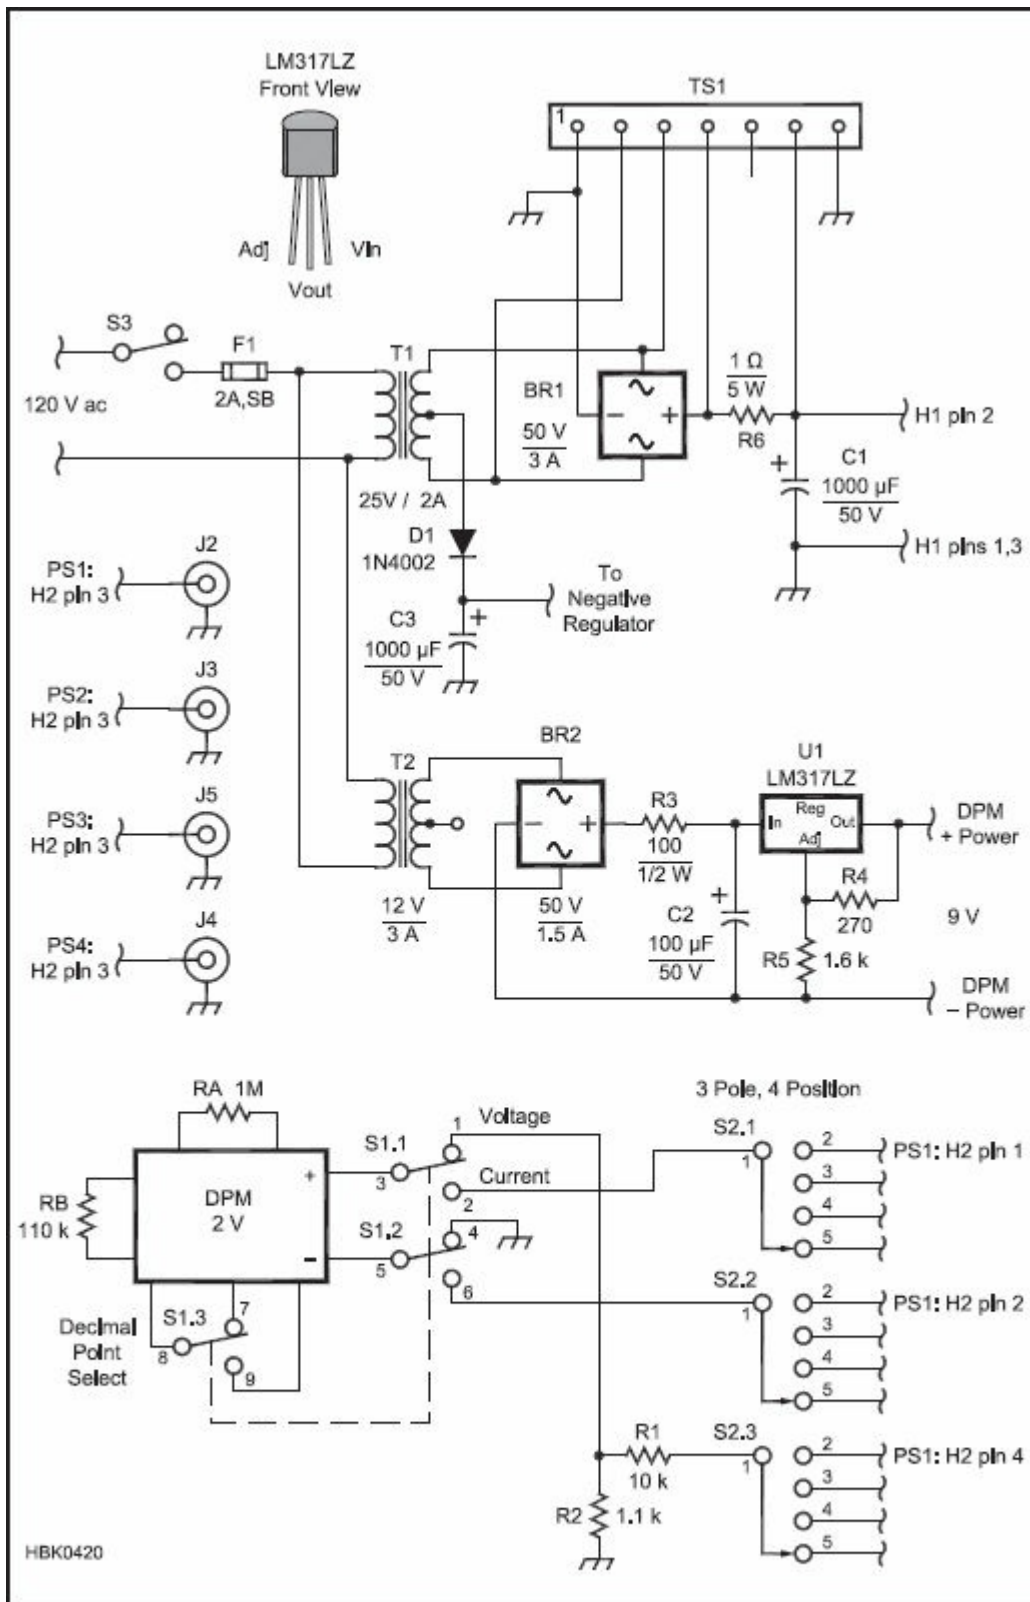 LM317LZ
Front View
Adj
Vin
Vout
TS1
1
S3
F1
2A,SB
120 V ac
T1
25V / 2A
BR1
50 V
3 A
−
+
1 Ω
5 W
R6
H1 pin 2
+
C1
1000 µF
50 V
H1 pins 1,3
D1
1N4002
To
Negative
Regulator
C3
+
1000 µF
50 V
PS1:
H2 pin 3
J2
PS2:
H2 pin 3
J3
PS3:
H2 pin 3
J5
PS4:
H2 pin 3
J4
T2
12 V
3 A
BR2
−
+
50 V
1.5 A
R3
100
1/2 W
+
C2
100 µF
50 V
U1
LM317LZ
In
Reg
Out
Adj
R4
270
R5
1.6 k
DPM
+ Power
9 V
DPM
− Power
RA 1M
RB
110 k
DPM
2 V
+
−
S1.1
3
1
Voltage
2
Current
S1.2
5
4
6
S1.3
8
7
9
Decimal
Point
Select
3 Pole, 4 Position
S2.1
1
2
3
4
5
PS1: H2 pin 1
S2.2
1
2
3
4
5
PS1: H2 pin 2
S2.3
1
2
3
4
5
PS1: H2 pin 4
R1
10 k
R2
1.1 k
HBK0420